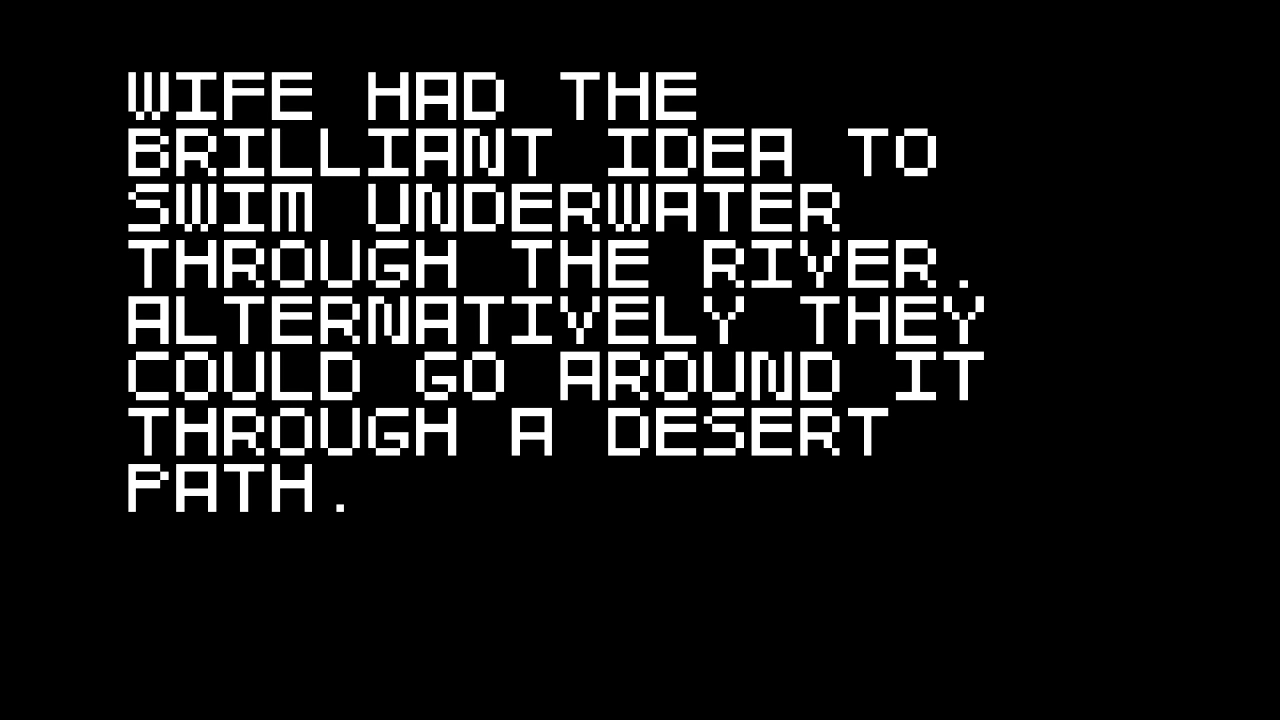 WIFE HAD THE
BRILLIANT IDEA TO
SWIM UNDERWATER
THROUGH THE RIVER.
ALTERNATIVELY THEY
COULD GO AROUND IT
THROUGH A DESERT
PATH.